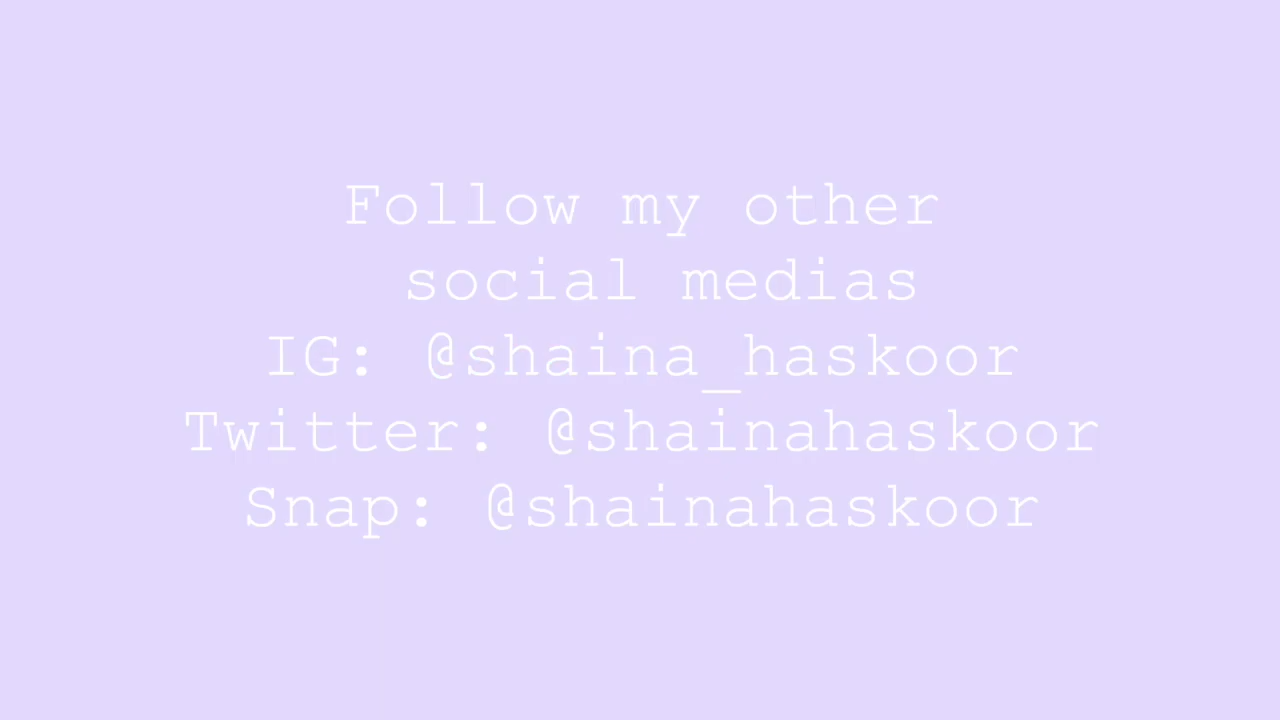 Follow my other
social medias
IG: @shaina_haskoor
Twitter: @shainahaskoor
Snap: @shainahaskoor